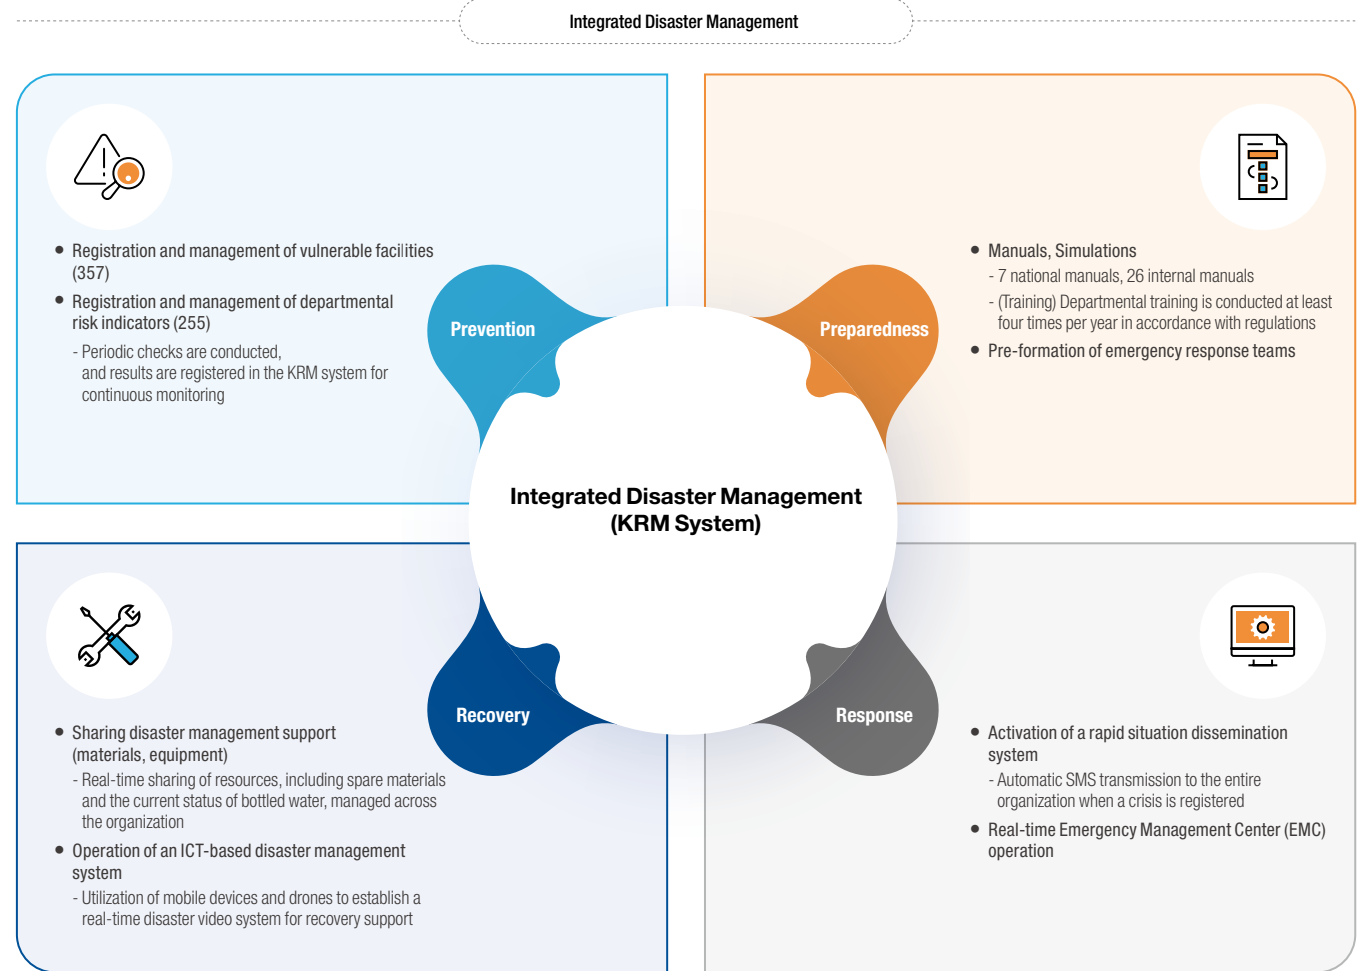 Integrated Disaster Management
Registration and management of vulnerable facilities
(357)
Registration and management of departmental
risk indicators (255)
- Periodic checks are conducted,
and results are registered in the KRM system for
continuous monitoring
Prevention
Manuals, Simulations
- 7 national manuals, 26 internal manuals
- (Training) Departmental training is conducted at least
four times per year in accordance with regulations
Pre-formation of emergency response teams
Preparedness
Integrated Disaster Management
(KRM System)
Recovery
Sharing disaster management support
(materials, equipment)
- Real-time sharing of resources, including spare materials
and the current status of bottled water, managed across
the organization
Operation of an ICT-based disaster management
system
- Utilization of mobile devices and drones to establish a
real-time disaster video system for recovery support
Response
Activation of a rapid situation dissemination
system
- Automatic SMS transmission to the entire
organization when a crisis is registered
Real-time Emergency Management Center (EMC)
operation